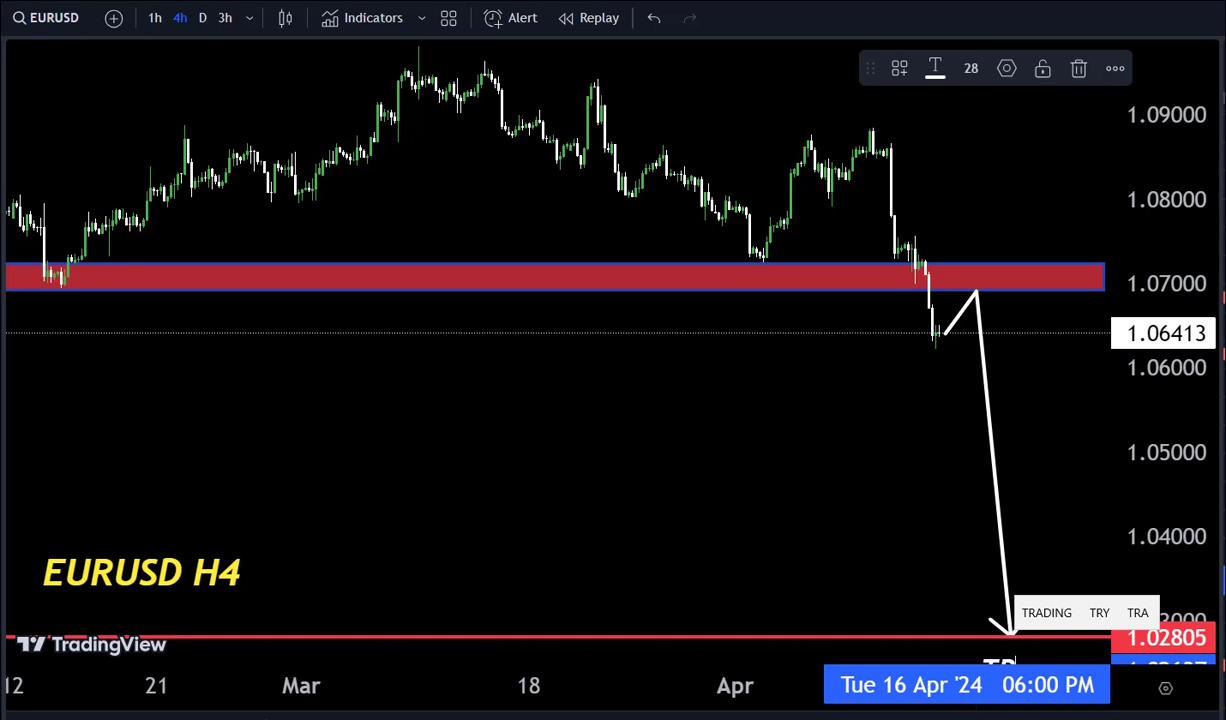 EURUSD 1h 4h D 3h Indicators Alert Replay
28
1.09000
1.08000
1.07000
1.06413
1.06000
1.05000
1.04000
EURUSD H4
TRADING TRY TRA
TradingView
1.02805
12 21 Mar 18 Apr Tue 16 Apr '24 06:00 PM